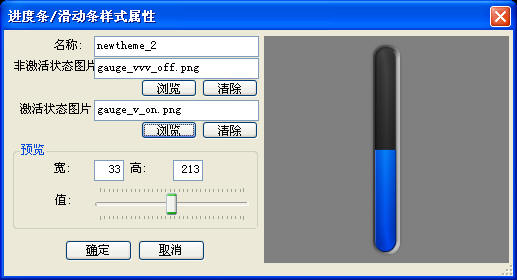 进度条/滑动条样式属性
名称: newtheme_2
非激活状态图片 gauge_vvv_off.png
浏览 清除
激活状态图片 gauge_v_on.png
浏览 清除
预览
宽: 33 高: 213
值:
确定 取消